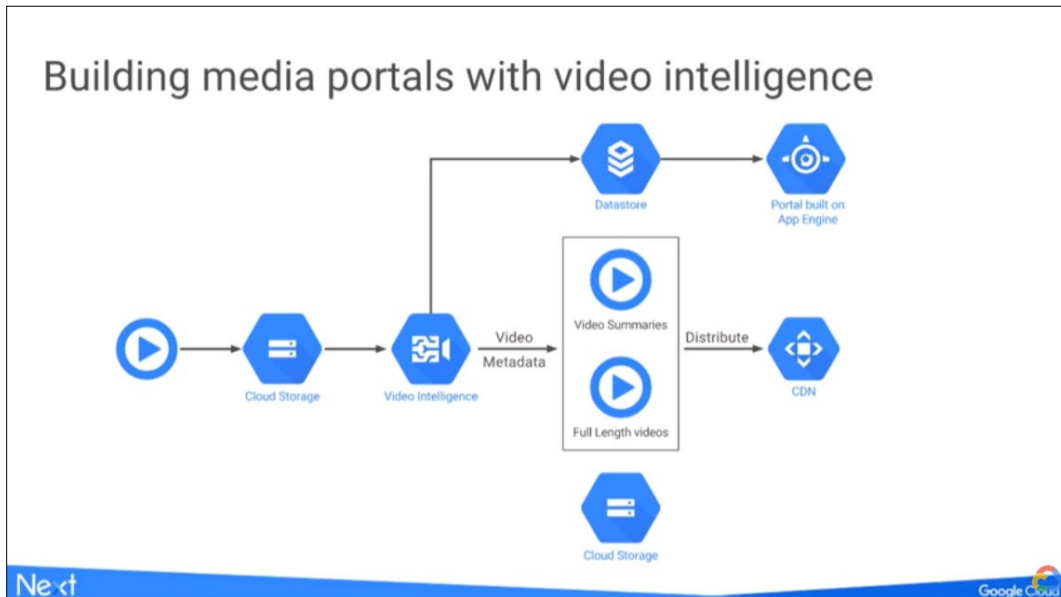 Building media portals with video intelligence
Datastore
Portal built on
App Engine
Video Summaries
Full Length videos
Cloud Storage
Video Intelligence
Video
Metadata
Distribute
CDN
Cloud Storage
Next
Google Cloud